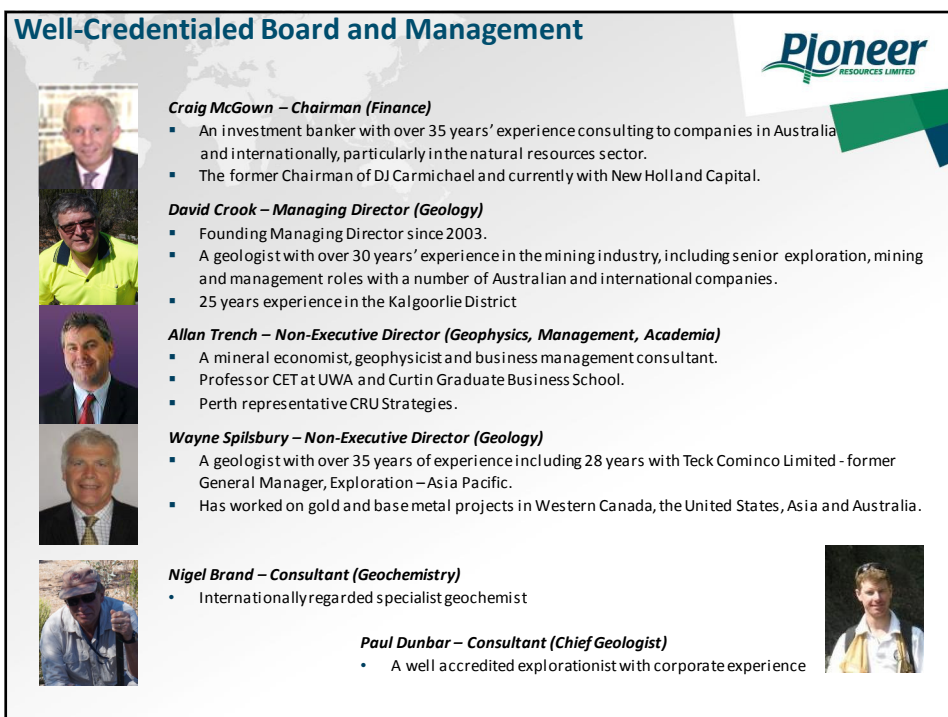 Well-Credentialed Board and Management
Pioneer
RESOURCES LIMITED
Craig McGown – Chairman (Finance)
▪ An investment banker with over 35 years’ experience consulting to companies in Australia
and internationally, particularly in the natural resources sector.
▪ The former Chairman of DJ Carmichael and currently with New Holland Capital.
David Crook – Managing Director (Geology)
▪ Founding Managing Director since 2003.
▪ A geologist with over 30 years’ experience in the mining industry, including senior exploration, mining
and management roles with a number of Australian and international companies.
▪ 25 years experience in the Kalgoorlie District
Allan Trench – Non-Executive Director (Geophysics, Management, Academia)
▪ A mineral economist, geophysicist and business management consultant.
▪ Professor CET at UWA and Curtin Graduate Business School.
▪ Perth representative CRU Strategies.
Wayne Spilsbury – Non-Executive Director (Geology)
▪ A geologist with over 35 years of experience including 28 years with Teck Cominco Limited - former
General Manager, Exploration – Asia Pacific.
▪ Has worked on gold and base metal projects in Western Canada, the United States, Asia and Australia.
Nigel Brand – Consultant (Geochemistry)
• Internationally regarded specialist geochemist
Paul Dunbar – Consultant (Chief Geologist)
• A well accredited explorationist with corporate experience